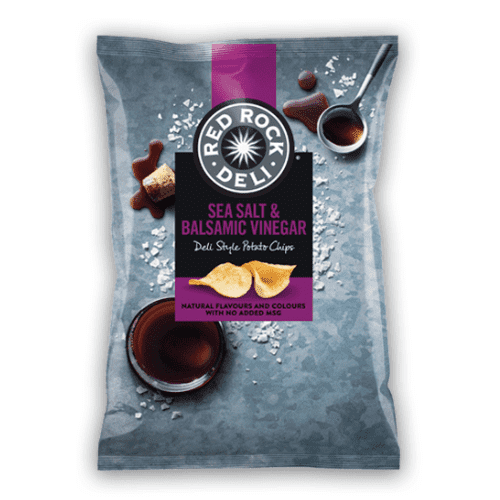 RED ROCK
DELI
®
SEA SALT &
BALSAMIC VINEGAR
Deli Style Potato Chips
NATURAL FLAVOURS AND COLOURS
WITH NO ADDED MSG